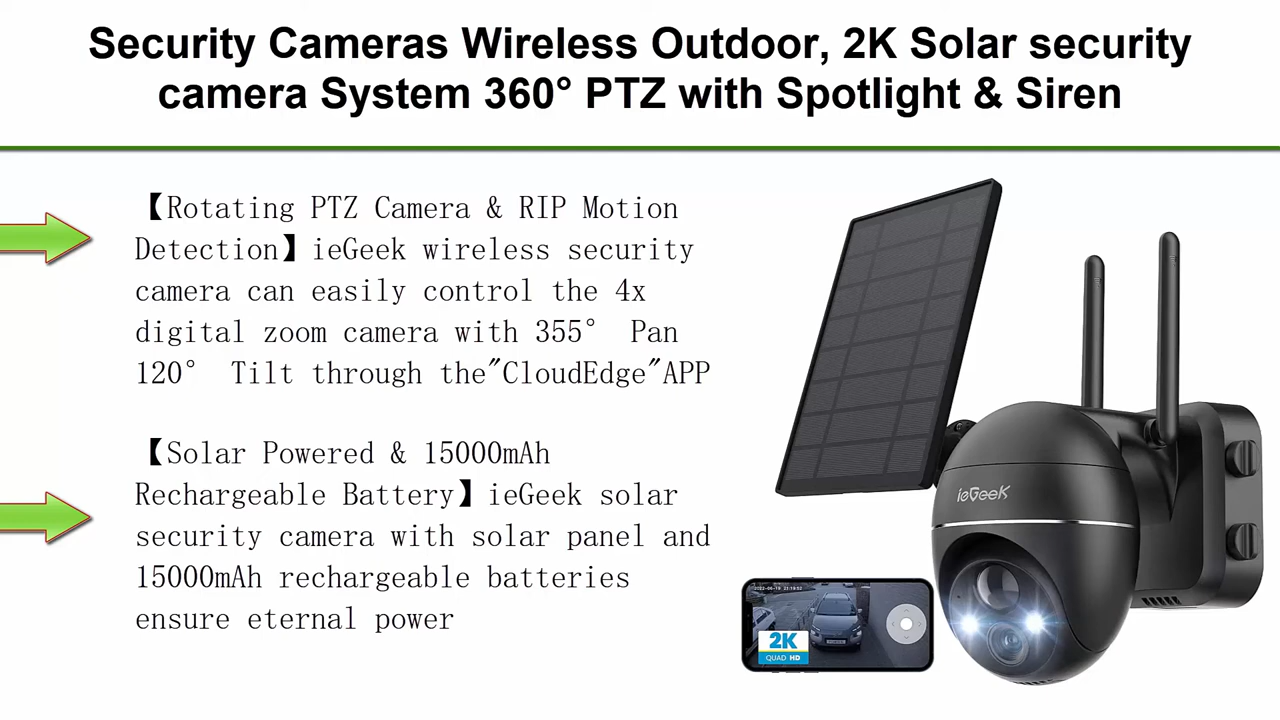 Security Cameras Wireless Outdoor, 2K Solar security
camera System 360° PTZ with Spotlight & Siren
【Rotating PTZ Camera & RIP Motion
Detection】ieGeek wireless security
camera can easily control the 4x
digital zoom camera with 355° Pan
120° Tilt through the"CloudEdge"APP
【Solar Powered & 15000mAh
Rechargeable Battery】ieGeek solar
security camera with solar panel and
15000mAh rechargeable batteries
ensure eternal power
ieGeek
2K
QUAD HD